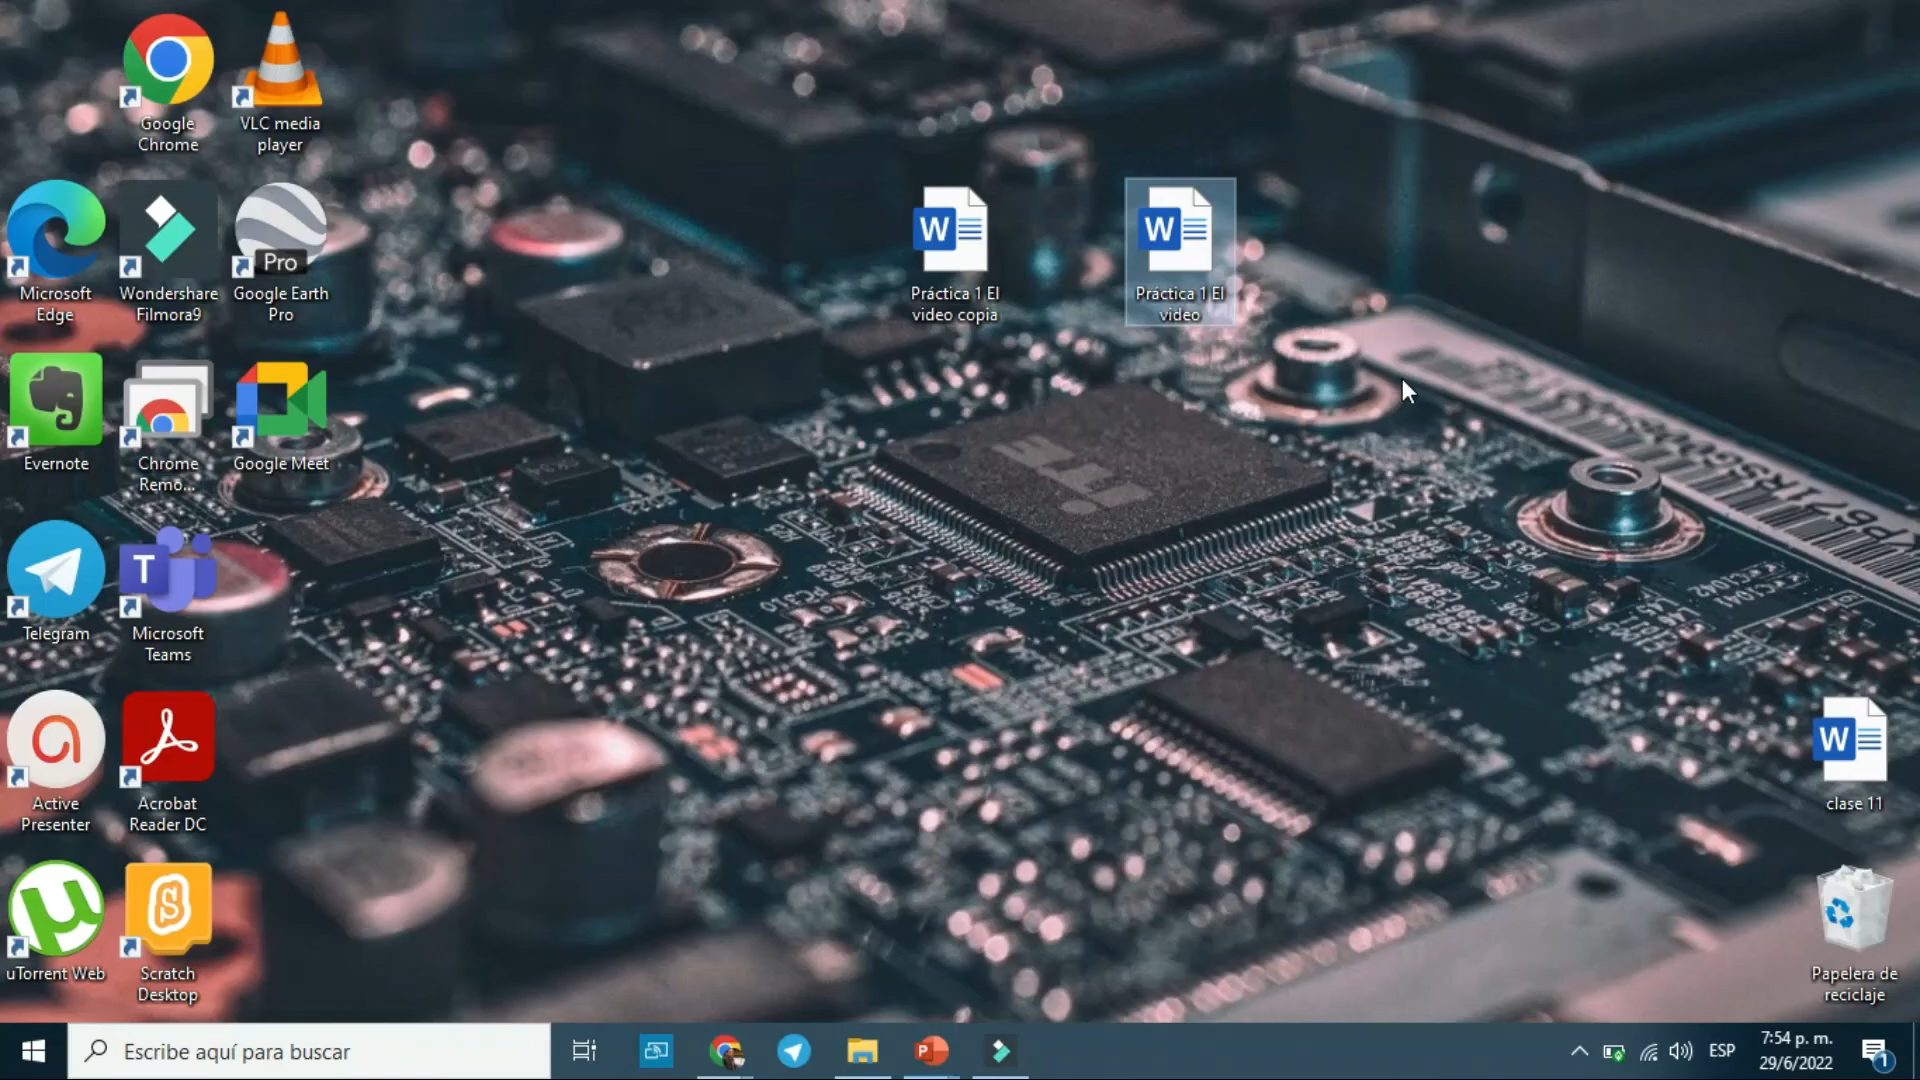 Google
Chrome
VLC media
player
Microsoft
Edge
Wondershare
Filmora9
Pro
Google Earth
Pro
W
Práctica 1 El
video copia
W
Práctica 1 El
video
Evernote
Chrome
Remo...
Google Meet
Telegram
T
Microsoft
Teams
Active
Presenter
Acrobat
Reader DC
W
clase 11
uTorrent Web
Scratch
Desktop
Papelera de
reciclaje
Escribe aquí para buscar
P
ESP
7:54 p. m.
29/6/2022
1